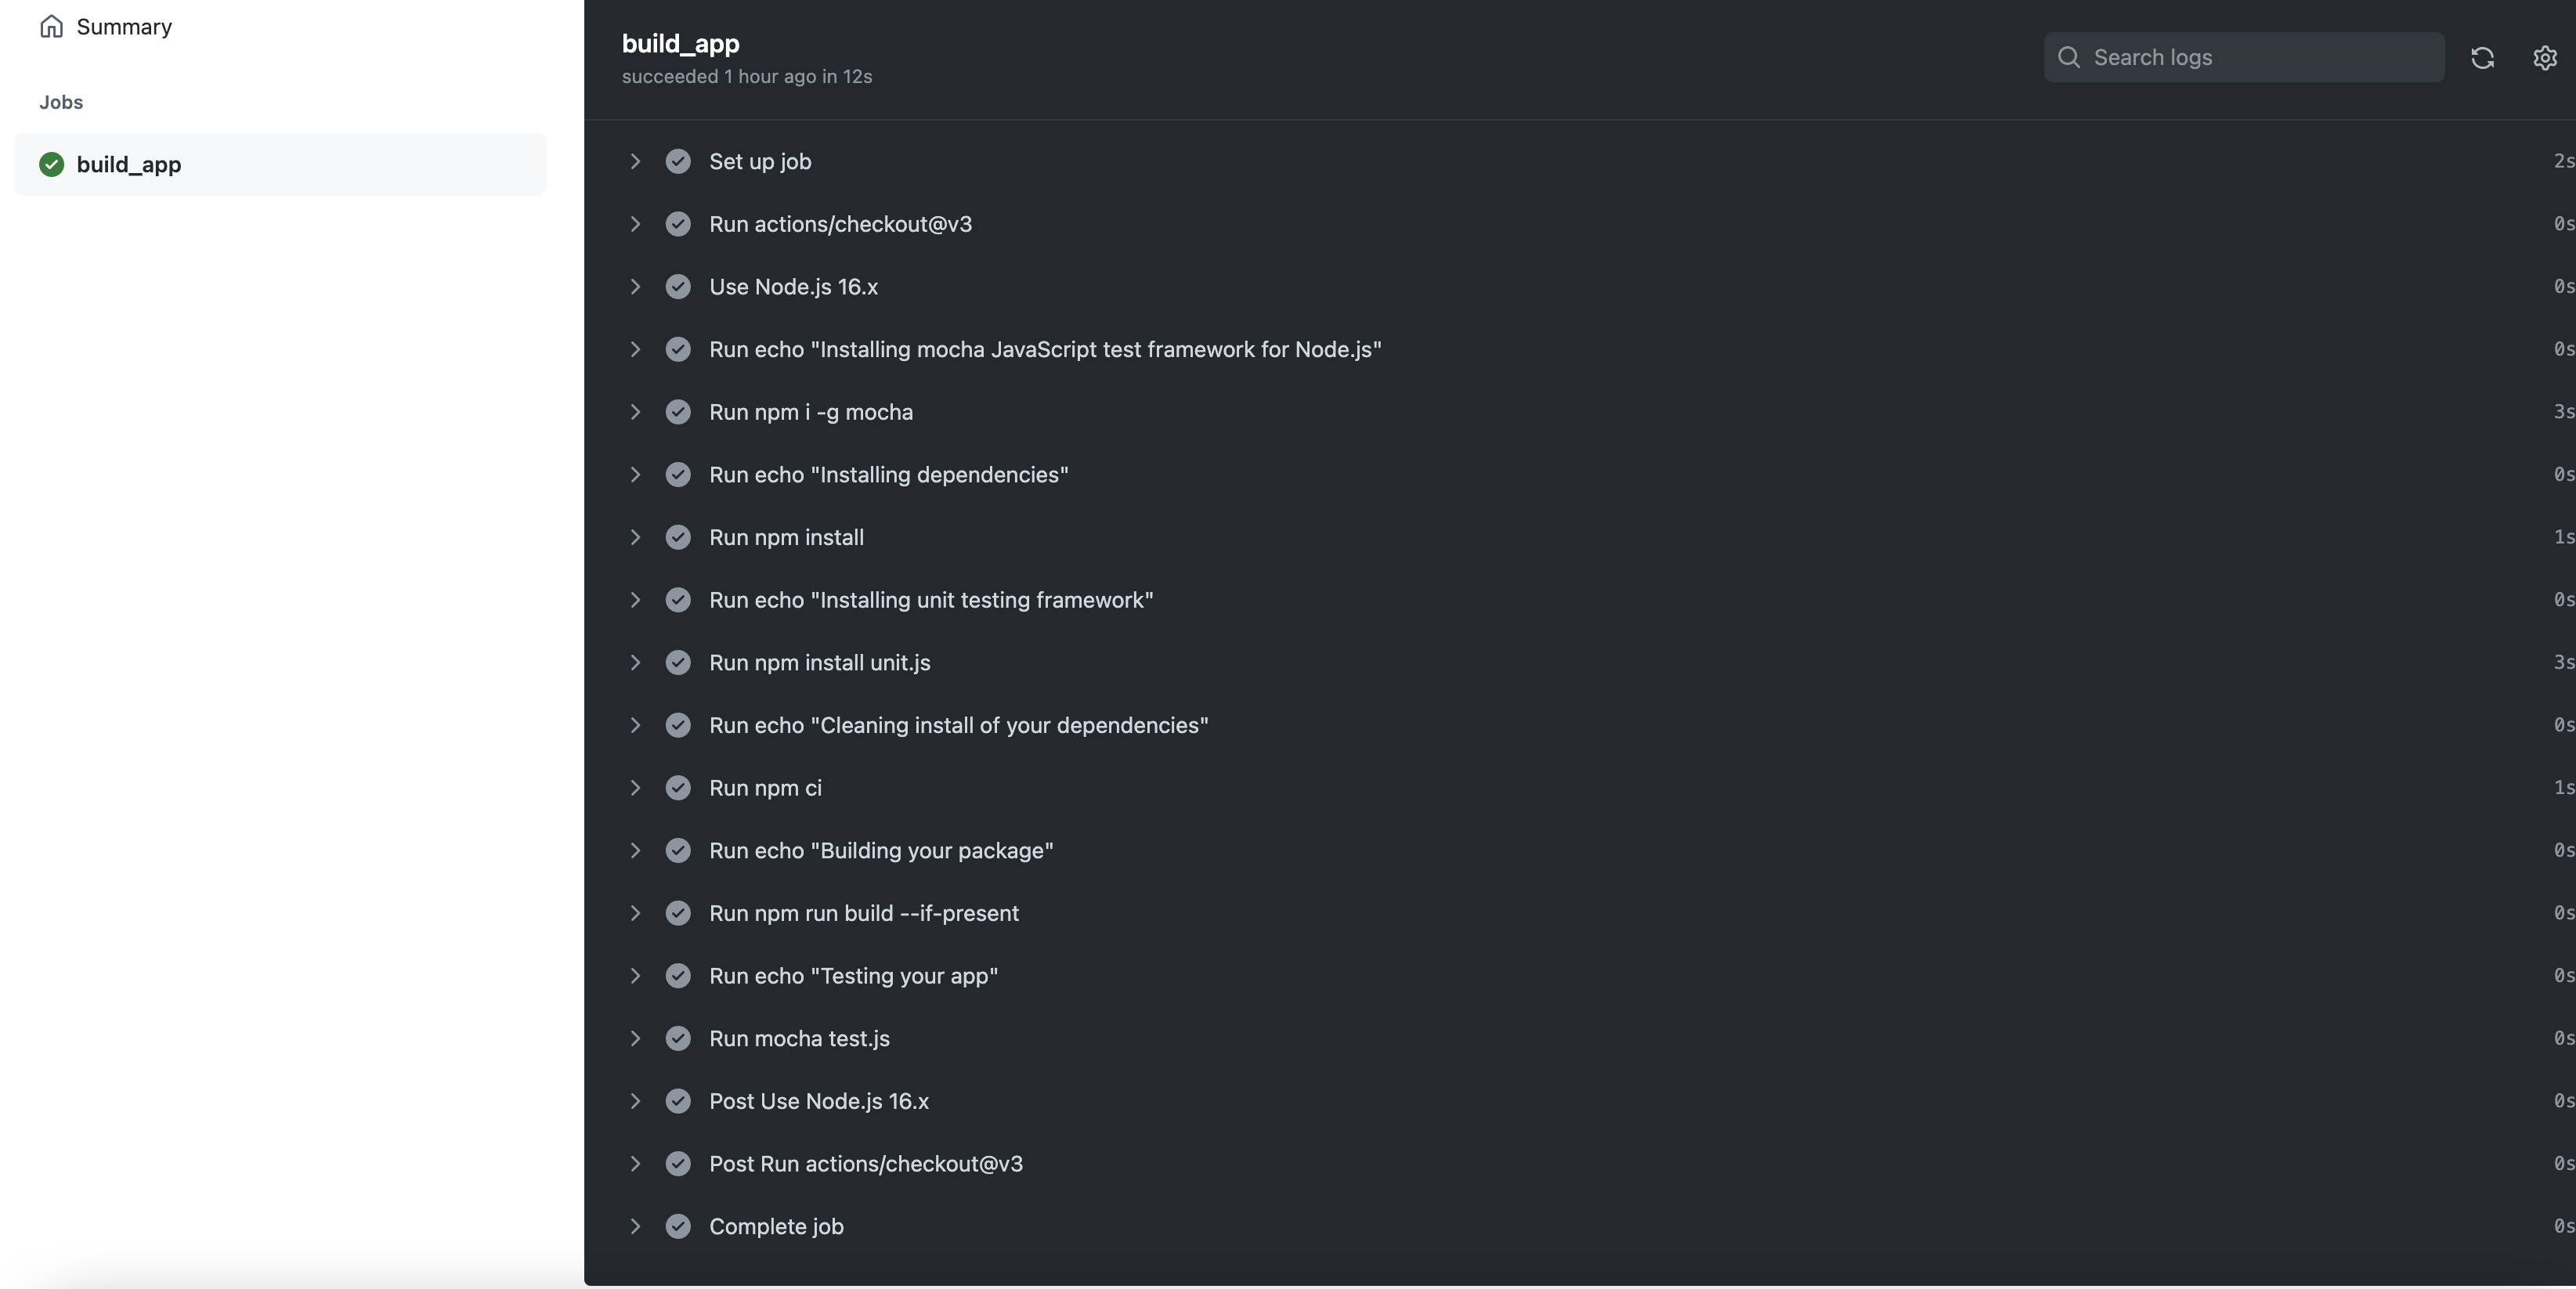 Summary
Jobs
build_app
build_app
succeeded 1 hour ago in 12s
Search logs
Set up job 2s
Run actions/checkout@v3 0s
Use Node.js 16.x 0s
Run echo "Installing mocha JavaScript test framework for Node.js" 0s
Run npm i -g mocha 3s
Run echo "Installing dependencies" 0s
Run npm install 1s
Run echo "Installing unit testing framework" 0s
Run npm install unit.js 3s
Run echo "Cleaning install of your dependencies" 0s
Run npm ci 1s
Run echo "Building your package" 0s
Run npm run build --if-present 0s
Run echo "Testing your app" 0s
Run mocha test.js 0s
Post Use Node.js 16.x 0s
Post Run actions/checkout@v3 0s
Complete job 0s